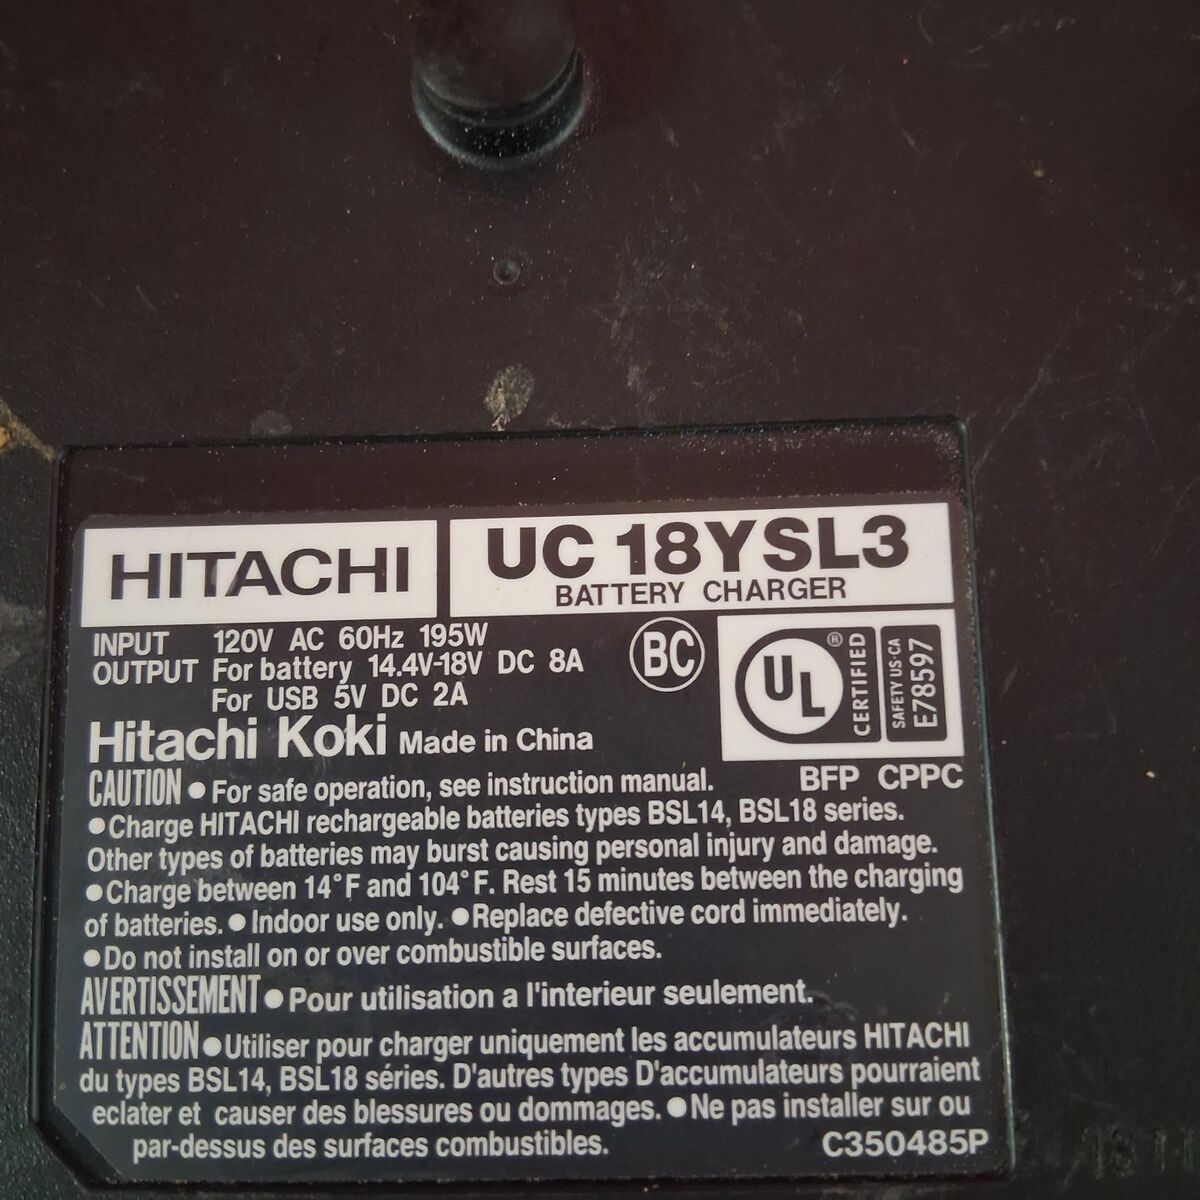 HITACHI
UC 18YSL3
BATTERY CHARGER
INPUT 120V AC 60Hz 195W
OUTPUT For battery 14.4V-18V DC 8A
For USB 5V DC 2A
BC
UL ® CERTIFIED
SAFETY US-CA
E78597
Hitachi Koki Made in China
BFP CPPC
CAUTION ● For safe operation, see instruction manual.
●Charge HITACHI rechargeable batteries types BSL14, BSL18 series.
Other types of batteries may burst causing personal injury and damage.
●Charge between 14°F and 104°F. Rest 15 minutes between the charging
of batteries. ● Indoor use only. ●Replace defective cord immediately.
●Do not install on or over combustible surfaces.
AVERTISSEMENT ● Pour utilisation a l'interieur seulement.
ATTENTION ●Utiliser pour charger uniquement les accumulateurs HITACHI
du types BSL14, BSL18 séries. D'autres types D'accumulateurs pourraient
eclater et causer des blessures ou dommages. ●Ne pas installer sur ou
par-dessus des surfaces combustibles.
C350485P